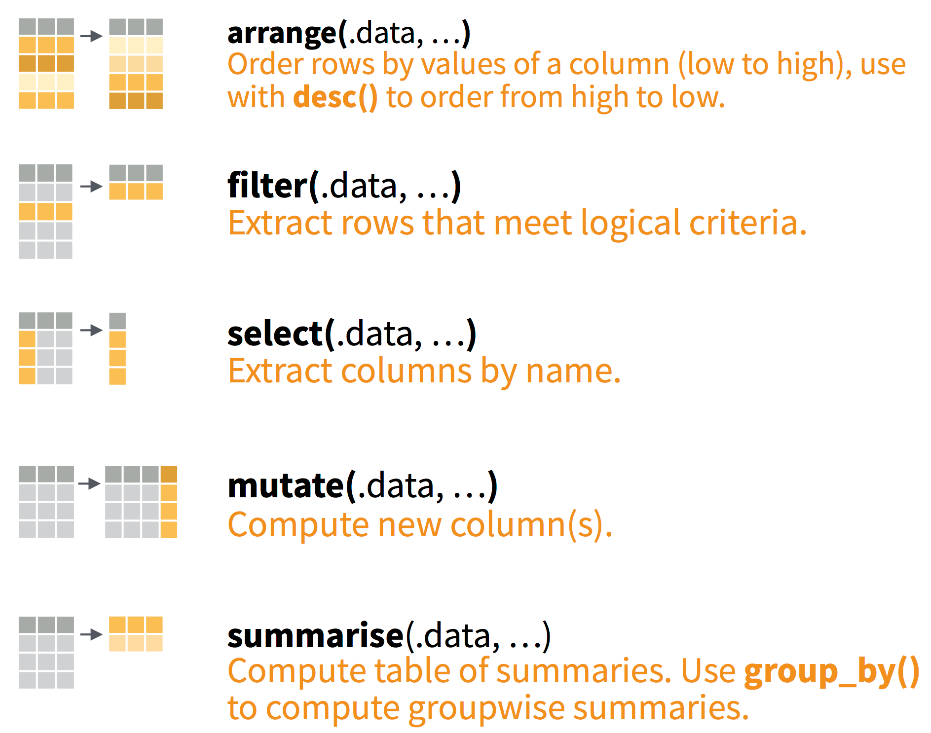 arrange(.data, …)
Order rows by values of a column (low to high), use
with desc() to order from high to low.
filter(.data, …)
Extract rows that meet logical criteria.
select(.data, …)
Extract columns by name.
mutate(.data, …)
Compute new column(s).
summarise(.data, …)
Compute table of summaries. Use group_by()
to compute groupwise summaries.